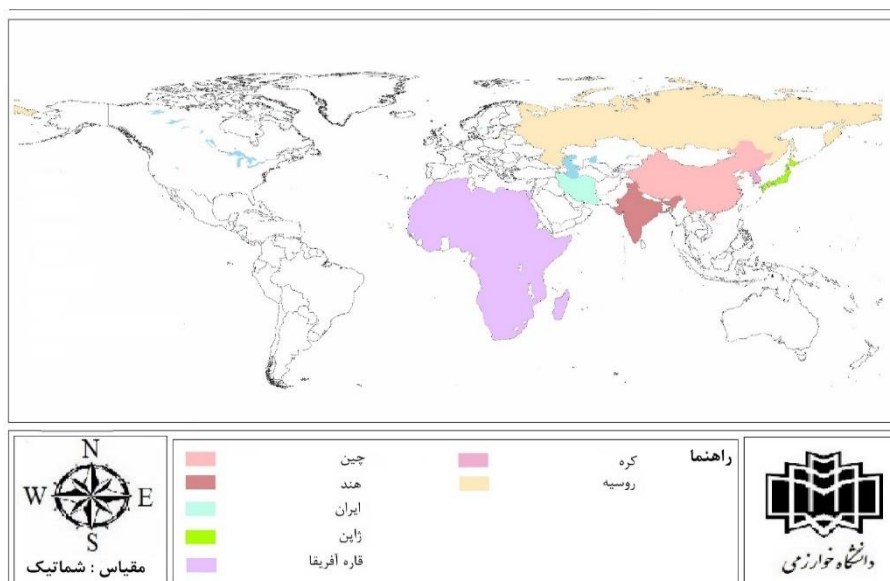 راهنما
کره
روسیه
چین
هند
ایران
ژاپن
قاره آفریقا
N
W E
S
مقیاس : شماتیک
دانشگاه خوارزمی